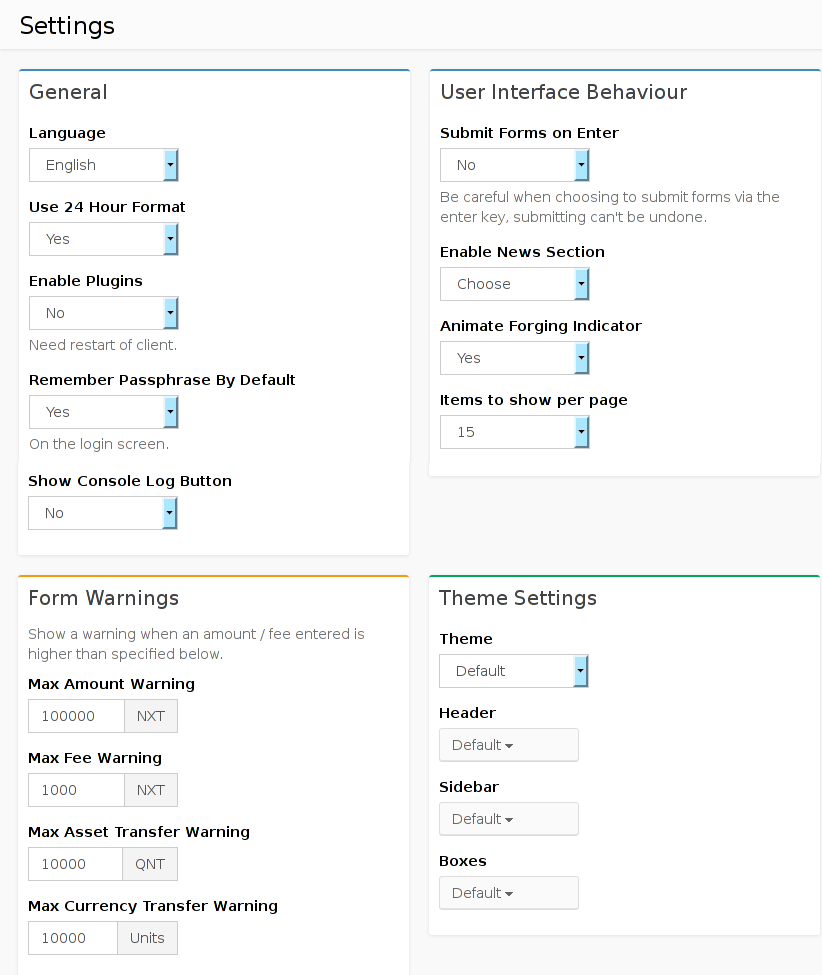 Settings
General
Language
English
Use 24 Hour Format
Yes
Enable Plugins
No
Need restart of client.
Remember Passphrase By Default
Yes
On the login screen.
Show Console Log Button
No
User Interface Behaviour
Submit Forms on Enter
No
Be careful when choosing to submit forms via the
enter key, submitting can't be undone.
Enable News Section
Choose
Animate Forging Indicator
Yes
Items to show per page
15
Form Warnings
Show a warning when an amount / fee entered is
higher than specified below.
Max Amount Warning
100000 NXT
Max Fee Warning
1000 NXT
Max Asset Transfer Warning
10000 QNT
Max Currency Transfer Warning
10000 Units
Theme Settings
Theme
Default
Header
Default
Sidebar
Default
Boxes
Default